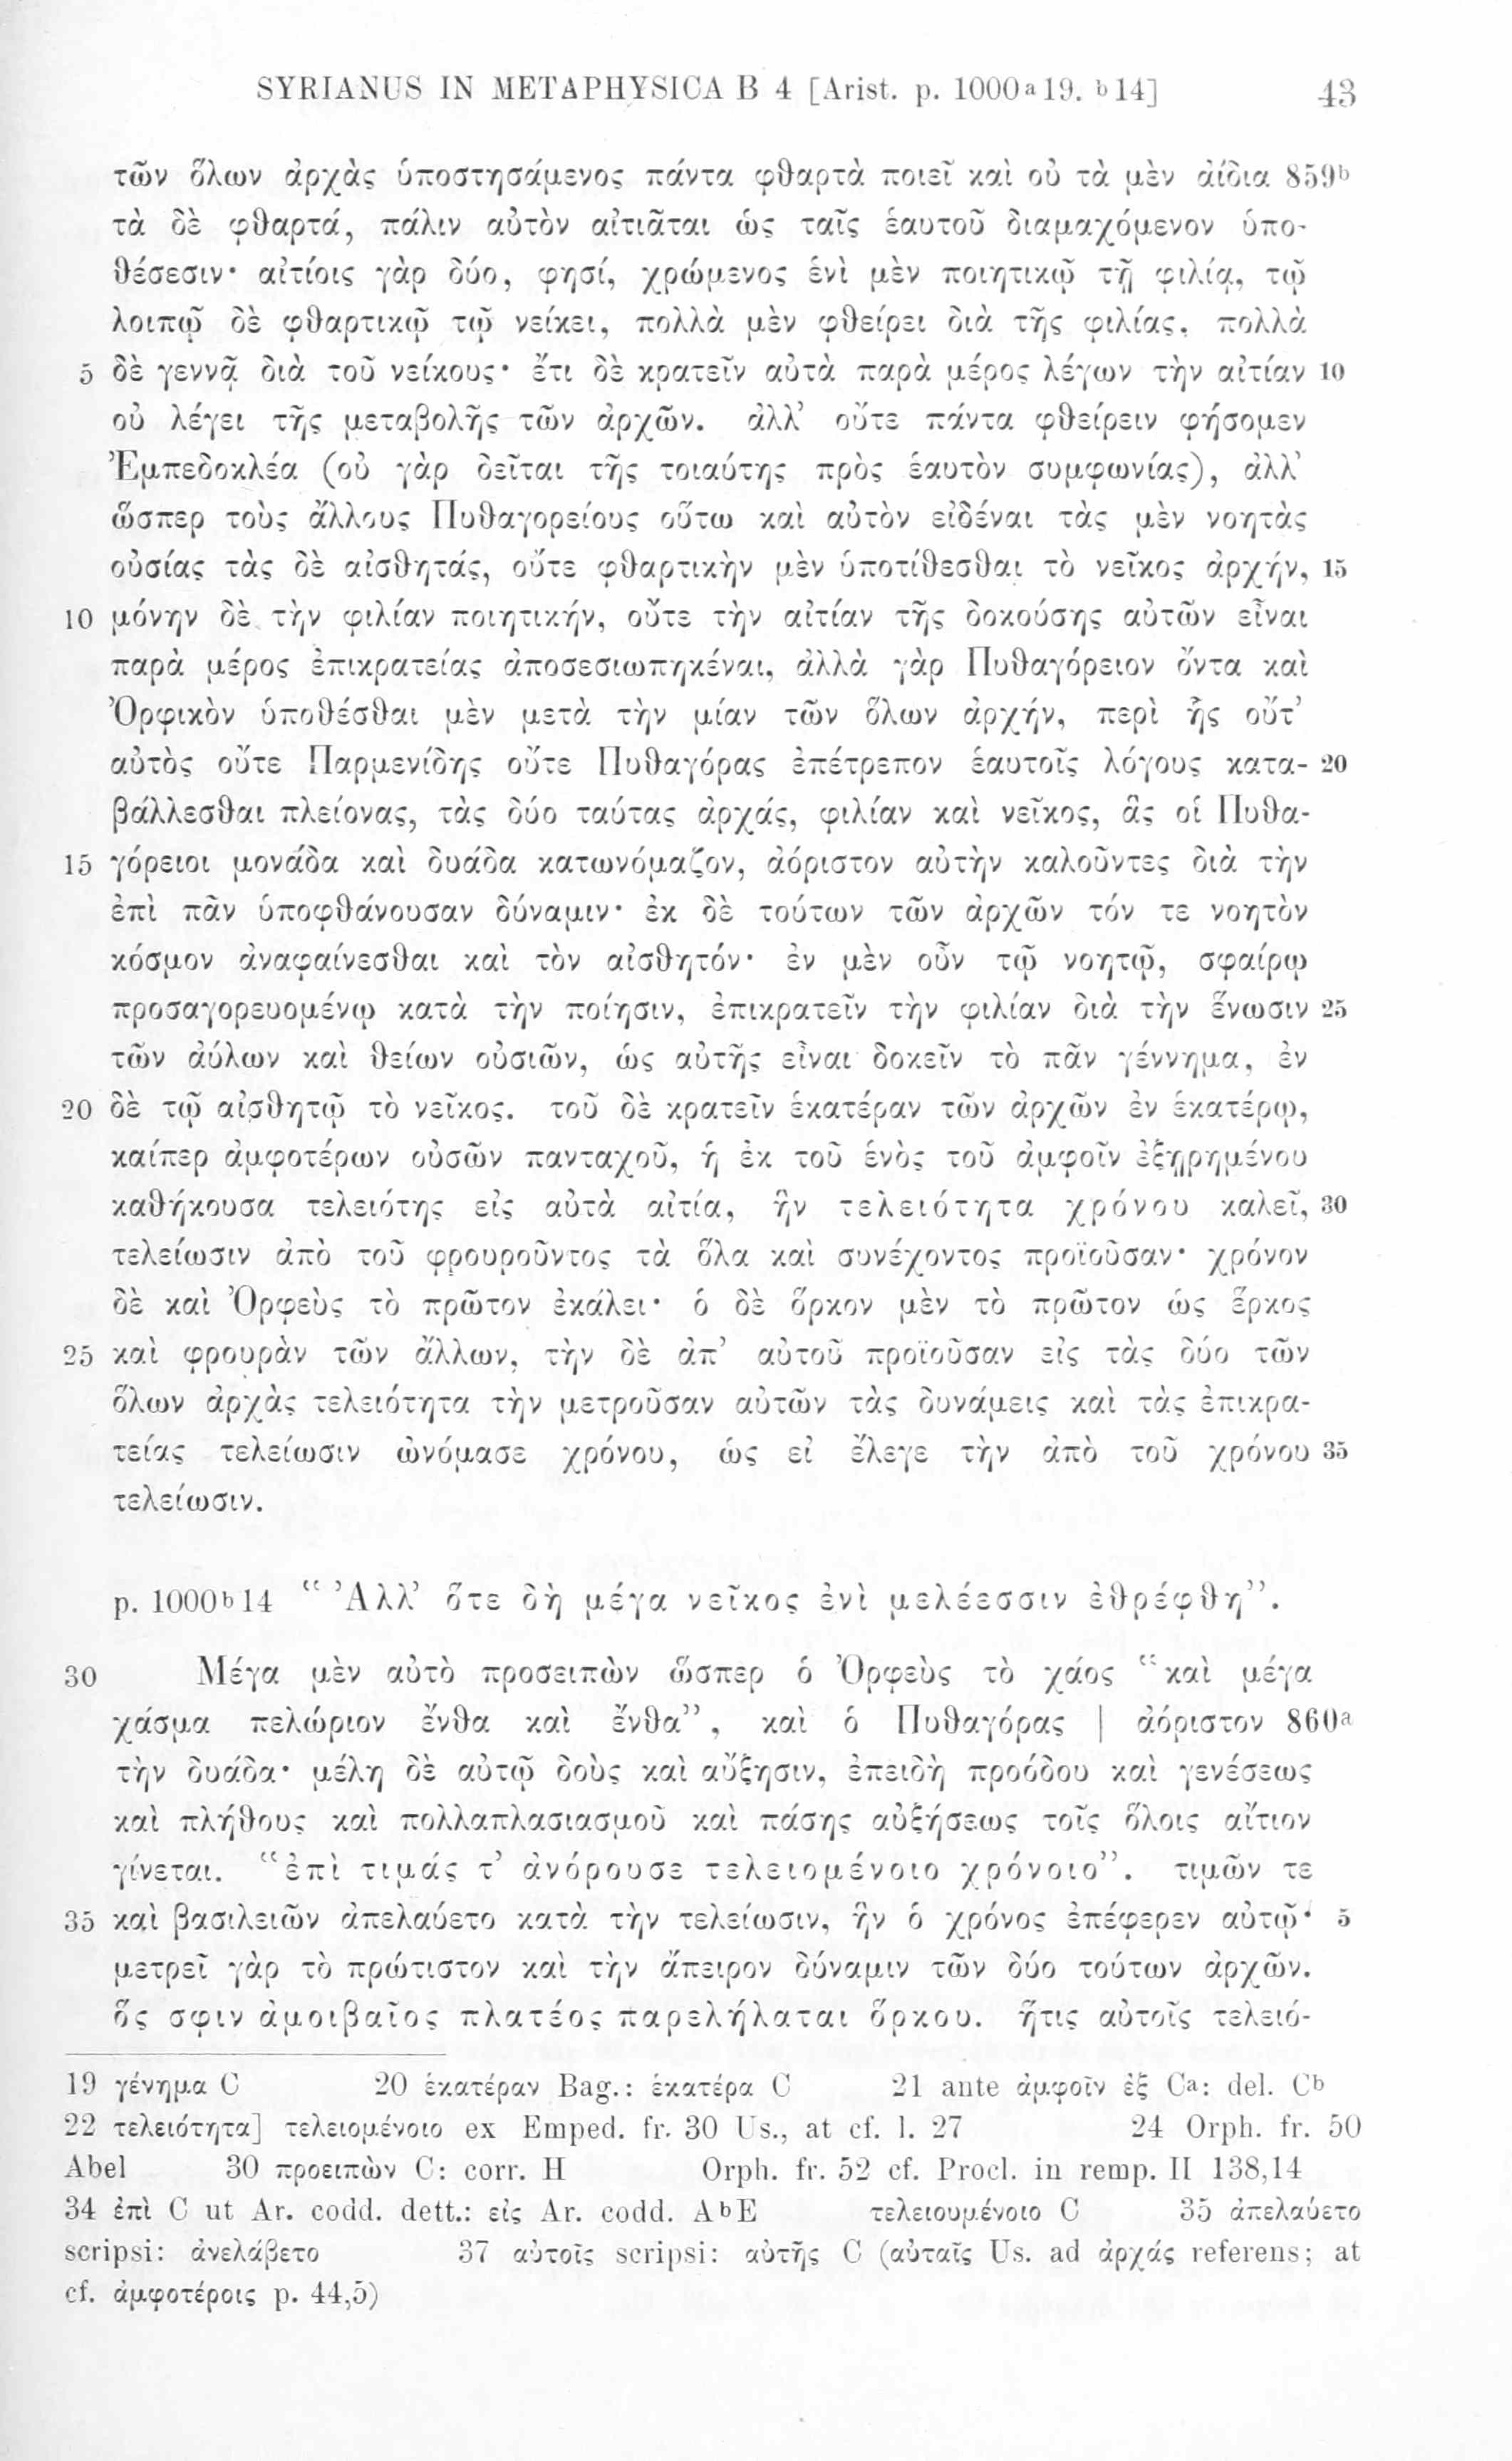 SYRIANUS IN METAPHYSICA B 4 [Arist. p. 1000ᵃ19. ᵇ14] 43
τῶν ὅλων ἀρχὰς ὑποστησάμενος πάντα φθαρτὰ ποιεῖ καὶ οὐ τὰ μὲν ἀίδια 859ᵇ
τὰ δὲ φθαρτά, πάλιν αὐτὸν αἰτιᾶται ὡς ταῖς ἑαυτοῦ διαμαχόμενον ὑπο-
θέσεσιν· αἰτίοις γὰρ δύο, φησί, χρώμενος ἑνὶ μὲν ποιητικῷ τῇ φιλίᾳ, τῷ
λοιπῷ δὲ φθαρτικῷ τῷ νείκει, πολλὰ μὲν φθείρει διὰ τῆς φιλίας, πολλὰ
5 δὲ γεννᾷ διὰ τοῦ νείκους· ἔτι δὲ κρατεῖν αὐτὰ παρὰ μέρος λέγων τὴν αἰτίαν 10
οὐ λέγει τῆς μεταβολῆς τῶν ἀρχῶν. ἀλλ’ οὔτε πάντα φθείρειν φήσομεν
Ἐμπεδοκλέα (οὐ γὰρ δεῖται τῆς τοιαύτης πρὸς ἑαυτὸν συμφωνίας), ἀλλ’
ὥσπερ τοὺς ἄλλους Πυθαγορείους οὕτω καὶ αὐτὸν εἰδέναι τὰς μὲν νοητὰς
οὐσίας τὰς δὲ αἰσθητάς, οὔτε φθαρτικὴν μὲν ὑποτίθεσθαι τὸ νεῖκος ἀρχήν, 15
10 μόνην δὲ τὴν φιλίαν ποιητικήν, οὔτε τὴν αἰτίαν τῆς δοκούσης αὐτῶν εἶναι
παρὰ μέρος ἐπικρατείας ἀποσεσιωπηκέναι, ἀλλὰ γὰρ Πυθαγόρειον ὄντα καὶ
Ὀρφικὸν ὑποθέσθαι μὲν μετὰ τὴν μίαν τῶν ὅλων ἀρχήν, περὶ ἧς οὔτ’
αὐτὸς οὔτε Παρμενίδης οὔτε Πυθαγόρας ἐπέτρεπον ἑαυτοῖς λόγους κατα- 20
βάλλεσθαι πλείονας, τὰς δύο ταύτας ἀρχάς, φιλίαν καὶ νεῖκος, ἃς οἱ Πυθα-
15 γόρειοι μονάδα καὶ δυάδα κατωνόμαζον, ἀόριστον αὐτὴν καλοῦντες διὰ τὴν
ἐπὶ πᾶν ὑποφθάνουσαν δύναμιν· ἐκ δὲ τούτων τῶν ἀρχῶν τόν τε νοητὸν
κόσμον ἀναφαίνεσθαι καὶ τὸν αἰσθητόν· ἐν μὲν οὖν τῷ νοητῷ, σφαίρῳ
προσαγορευομένῳ κατὰ τὴν ποίησιν, ἐπικρατεῖν τὴν φιλίαν διὰ τὴν ἕνωσιν 25
τῶν ἀύλων καὶ θείων οὐσιῶν, ὡς αὐτῆς εἶναι δοκεῖν τὸ πᾶν γέννημα, ἐν
20 δὲ τῷ αἰσθητῷ τὸ νεῖκος. τοῦ δὲ κρατεῖν ἑκατέραν τῶν ἀρχῶν ἐν ἑκατέρῳ,
καίπερ ἀμφοτέρων οὐσῶν πανταχοῦ, ἡ ἐκ τοῦ ἑνὸς τοῦ ἀμφοῖν ἐξῃρημένου
καθήκουσα τελειότης εἰς αὐτὰ αἰτία, ἣν τελειότητα χρόνου καλεῖ, 30
τελείωσιν ἀπὸ τοῦ φρουροῦντος τὰ ὅλα καὶ συνέχοντος προϊοῦσαν· χρόνον
δὲ καὶ Ὀρφεὺς τὸ πρῶτον ἐκάλει· ὁ δὲ ὅρκον μὲν τὸ πρῶτον ὡς ἕρκος
25 καὶ φρουρὰν τῶν ἄλλων, τὴν δὲ ἀπ’ αὐτοῦ προϊοῦσαν εἰς τὰς δύο τῶν
ὅλων ἀρχὰς τελειότητα τὴν μετροῦσαν αὐτῶν τὰς δυνάμεις καὶ τὰς ἐπικρα-
τείας τελείωσιν ὠνόμασε χρόνου, ὡς εἰ ἔλεγε τὴν ἀπὸ τοῦ χρόνου 35
τελείωσιν.
p. 1000ᵇ14 “Ἀλλ’ ὅτε δὴ μέγα νεῖκος ἐνὶ μελέεσσιν ἐθρέφθη”.
30 Μέγα μὲν αὐτὸ προσειπὼν ὥσπερ ὁ Ὀρφεὺς τὸ χάος “καὶ μέγα
χάσμα πελώριον ἔνθα καὶ ἔνθα”, καὶ ὁ Πυθαγόρας | ἀόριστον 860ᵃ
τὴν δυάδα· μέλη δὲ αὐτῷ δοὺς καὶ αὔξησιν, ἐπειδὴ προόδου καὶ γενέσεως
καὶ πλήθους καὶ πολλαπλασιασμοῦ καὶ πάσης αὐξήσεως τοῖς ὅλοις αἴτιον
γίνεται. “ἐπὶ τιμάς τ’ ἀνόρουσε τελειομένοιο χρόνοιο”. τιμῶν τε
35 καὶ βασιλειῶν ἀπελαύετο κατὰ τὴν τελείωσιν, ἣν ὁ χρόνος ἐπέφερεν αὐτῷ· 5
μετρεῖ γὰρ τὸ πρώτιστον καὶ τὴν ἄπειρον δύναμιν τῶν δύο τούτων ἀρχῶν.
ὅς σφιν ἀμοιβαῖος πλατέος παρελήλαται ὅρκου. ἥτις αὐτοῖς τελειό-
19 γένημα C 20 ἑκατέραν Bag.: ἑκατέρα C 21 ante ἀμφοῖν ἐξ Cᵃ: del. Cᵇ
22 τελειότητα] τελειομένοιο ex Emped. fr. 30 Us., at cf. l. 27 24 Orph. fr. 50
Abel 30 προειπὼν C: corr. H Orph. fr. 52 cf. Procl. in remp. II 138,14
34 ἐπὶ C ut Ar. codd. dett.: εἰς Ar. codd. AᵇE τελειουμένοιο C 35 ἀπελαύετο
scripsi: ἀνελάβετο 37 αὐτοῖς scripsi: αὐτῆς C (αὐταῖς Us. ad ἀρχάς referens; at
cf. ἀμφοτέροις p. 44,5)